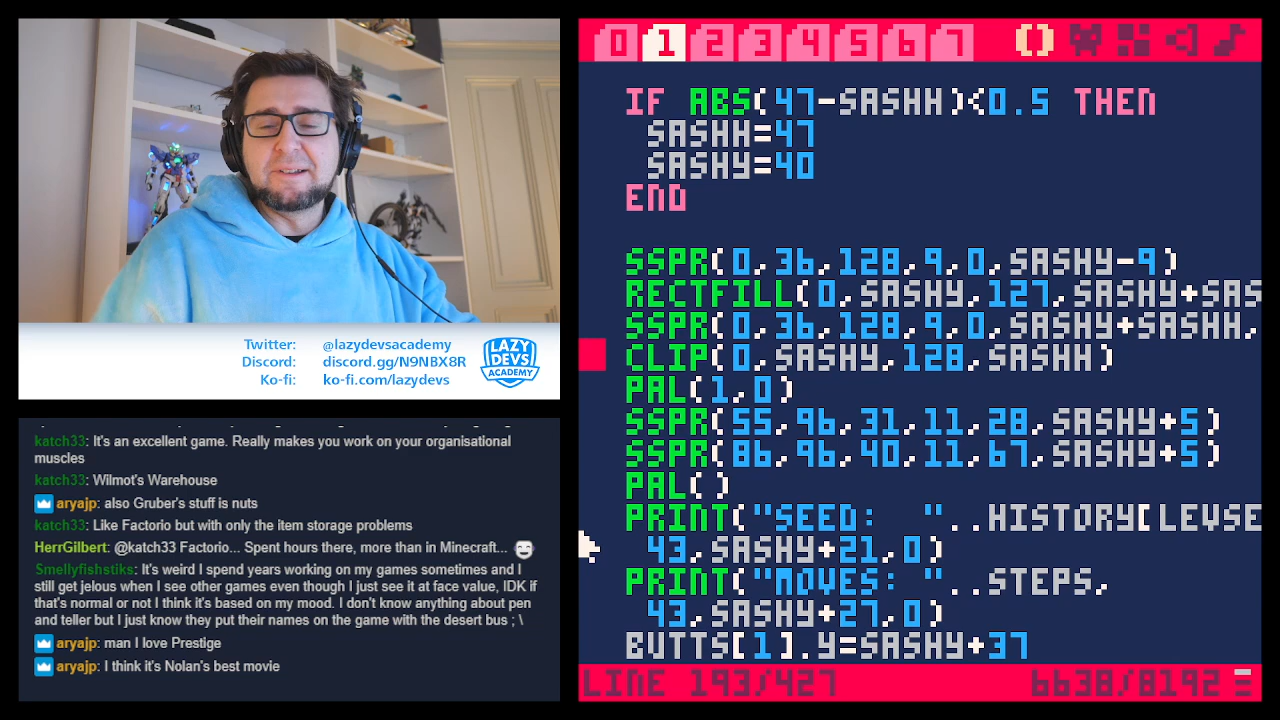 Twitter: @lazydevsacademy
Discord: discord.gg/N9NBX8R
Ko-fi: ko-fi.com/lazydevs
LAZY
DEVS
ACADEMY
katch33: It's an excellent game. Really makes you work on your organisational
muscles
katch33: Wilmot's Warehouse
aryajp: also Gruber's stuff is nuts
katch33: Like Factorio but with only the item storage problems
HerrGilbert: @katch33 Factorio... Spent hours there, more than in Minecraft...
Smellyfishstiks: It's weird I spend years working on my games sometimes and I
still get jelous when I see other games even though I just see it at face value, IDK if
that's normal or not I think it's based on my mood. I don't know anything about pen
and teller but I just know they put their names on the game with the desert bus ; \
aryajp: man I love Prestige
aryajp: I think it's Nolan's best movie
0 1 2 3 4 5 6 7 ()
IF ABS(47-SASHH)<0.5 THEN
SASHH=47
SASHY=40
END
SSPR(0,36,128,9,0,SASHY-9)
RECTFILL(0,SASHY,127,SASHY+SAS
SSPR(0,36,128,9,0,SASHY+SASHH,
CLIP(0,SASHY,128,SASHH)
PAL(1,0)
SSPR(55,96,31,11,28,SASHY+5)
SSPR(86,96,40,11,67,SASHY+5)
PAL()
PRINT("SEED:  "..HISTORY[LEVSE
43,SASHY+21,0)
PRINT("MOVES: "..STEPS,
43,SASHY+27,0)
BUTTS[1].Y=SASHY+37
LINE 193/427 6638/8192